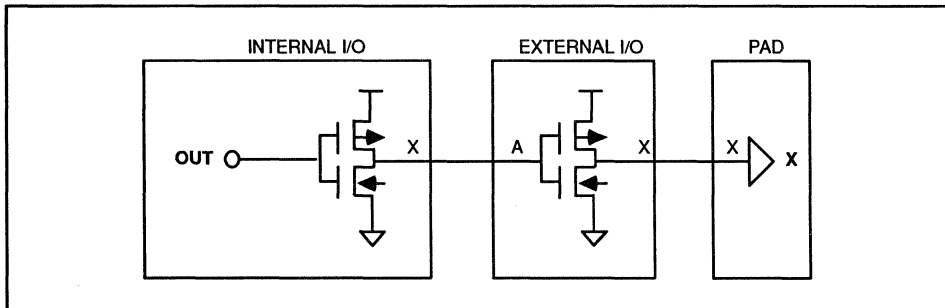 INTERNAL I/O EXTERNAL I/O PAD
OUT X A X X X